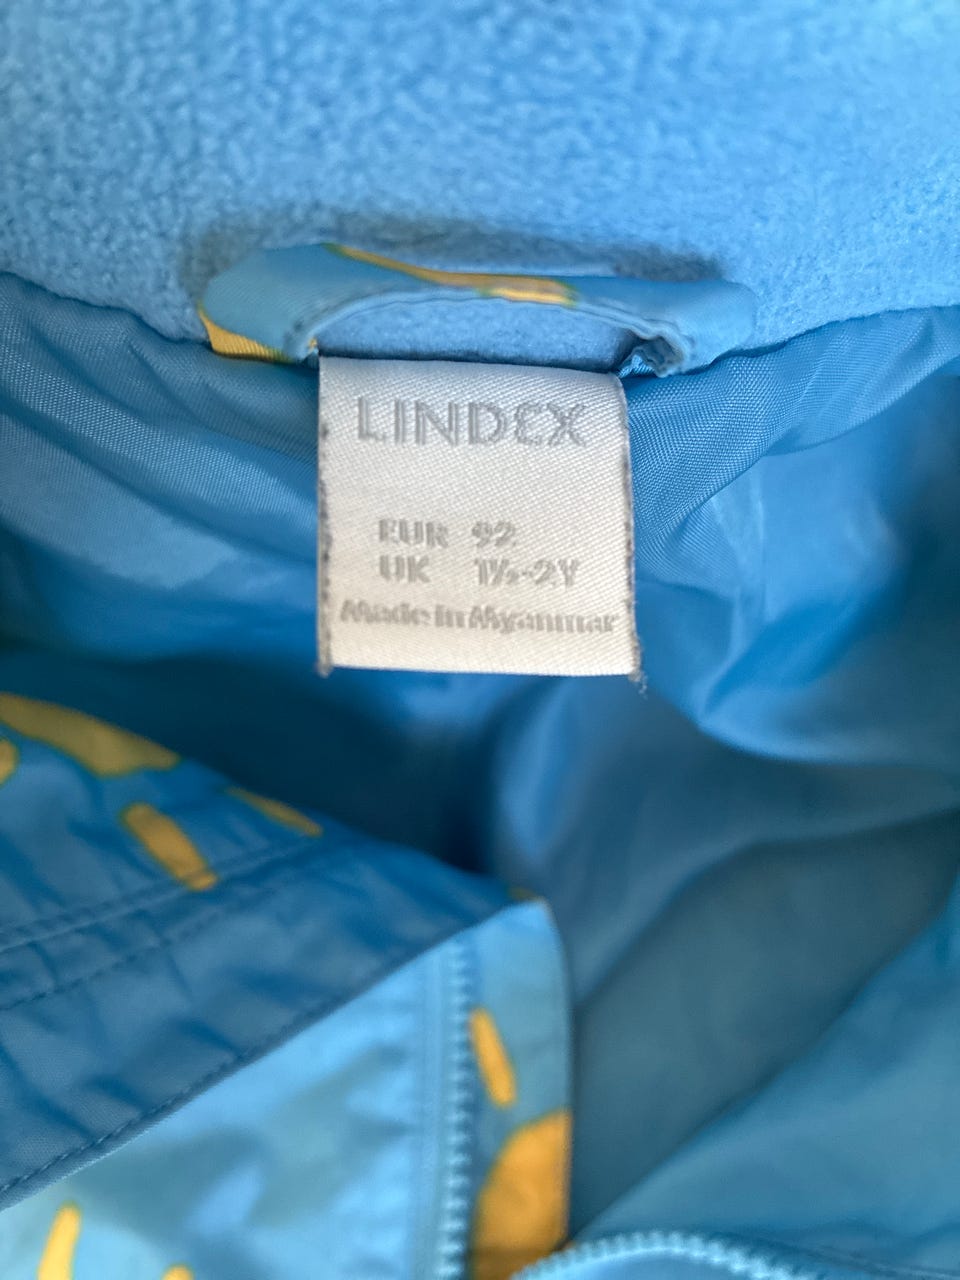 LINDEX
EUR 92
UK 1½-2Y
Made in Myanmar